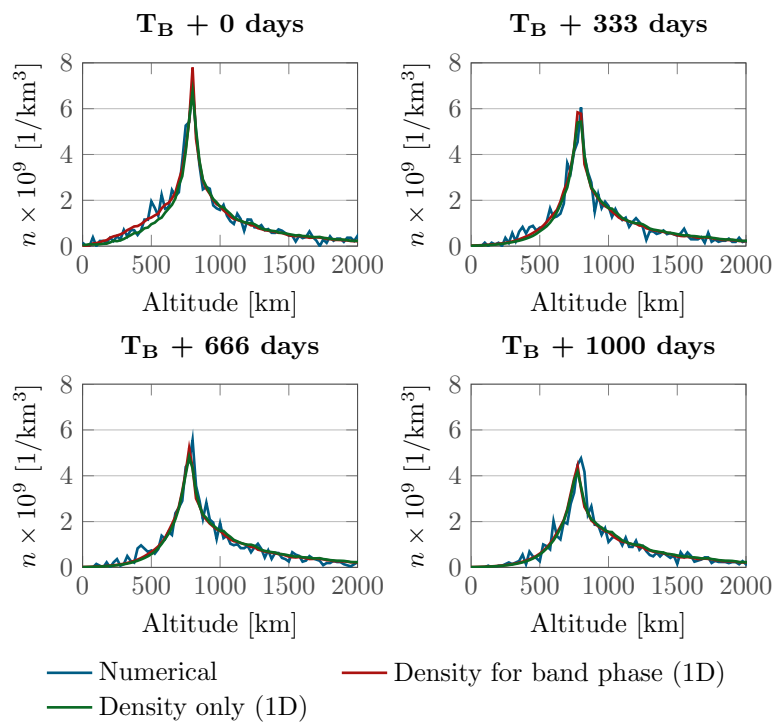 T_B + 0 days
T_B + 333 days
8
6
4
2
0
n × 10^9 [1/km^3]
0 500 1000 1500 2000
Altitude [km]
8
6
4
2
0
n × 10^9 [1/km^3]
0 500 1000 1500 2000
Altitude [km]
T_B + 666 days
T_B + 1000 days
8
6
4
2
0
n × 10^9 [1/km^3]
0 500 1000 1500 2000
Altitude [km]
8
6
4
2
0
n × 10^9 [1/km^3]
0 500 1000 1500 2000
Altitude [km]
Numerical
Density for band phase (1D)
Density only (1D)